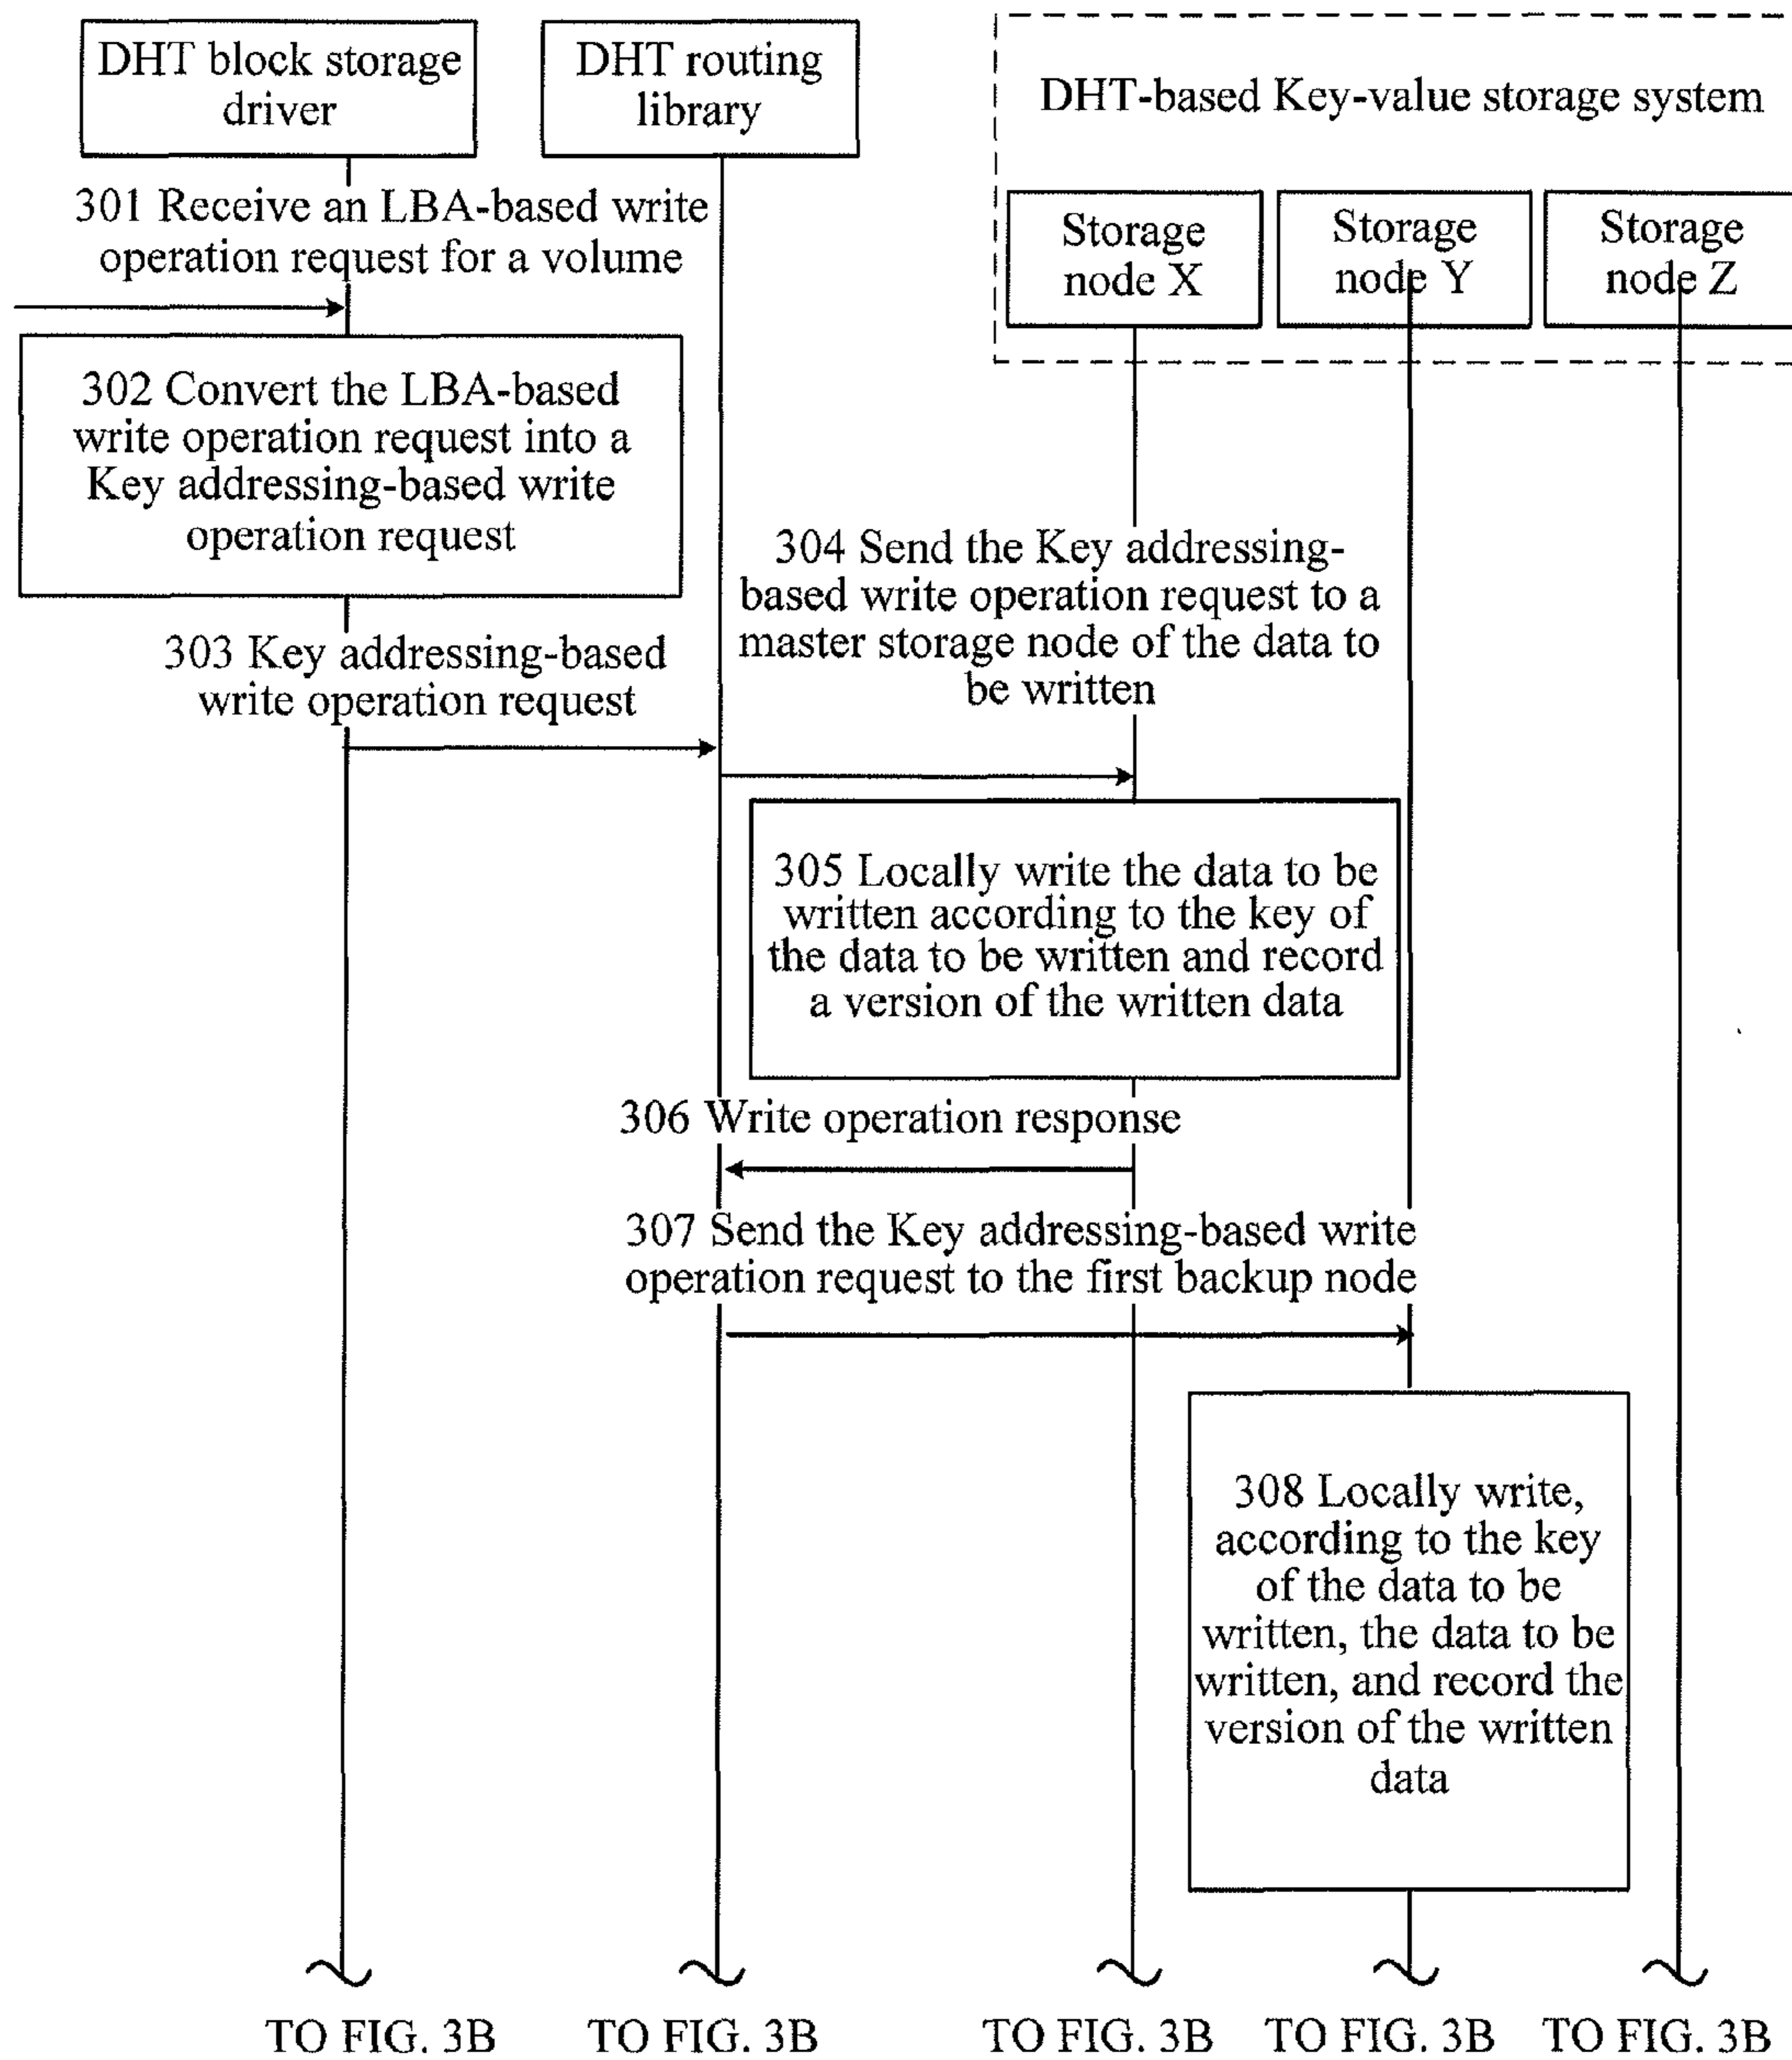 DHT block storage
driver
DHT routing
library
DHT-based Key-value storage system
Storage
node X
Storage
node Y
Storage
node Z
301 Receive an LBA-based write
operation request for a volume
302 Convert the LBA-based
write operation request into a
Key addressing-based write
operation request
303 Key addressing-based
write operation request
304 Send the Key addressing-
based write operation request to a
master storage node of the data to
be written
305 Locally write the data to be
written according to the key of
the data to be written and record
a version of the written data
306 Write operation response
307 Send the Key addressing-based write
operation request to the first backup node
308 Locally write,
according to the key
of the data to be
written, the data to be
written, and record the
version of the written
data
TO FIG. 3B
TO FIG. 3B
TO FIG. 3B
TO FIG. 3B
TO FIG. 3B